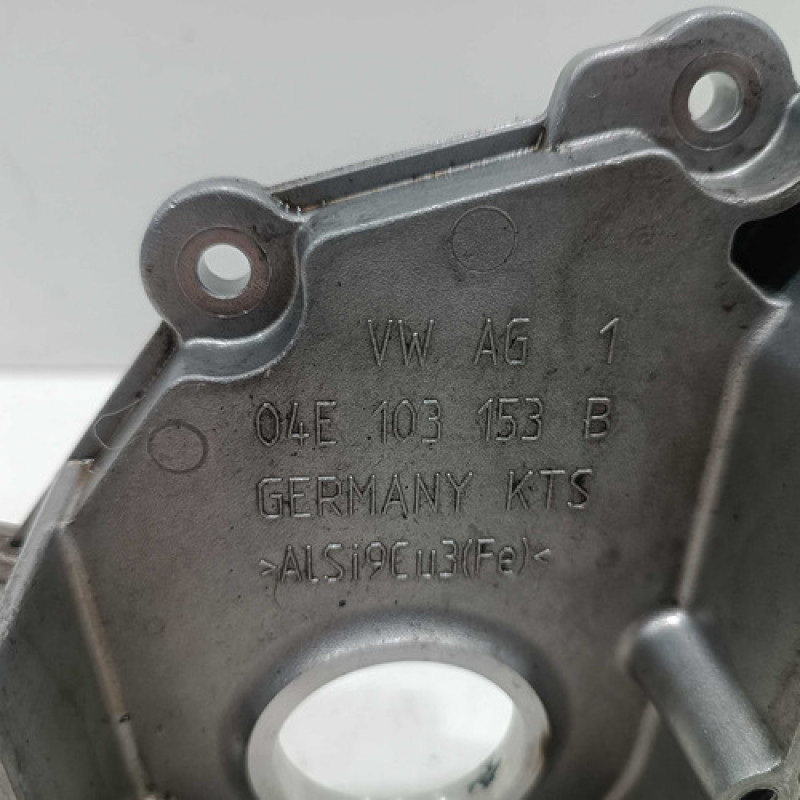 VW AG 1
04E 103 153 B
GERMANY KTS
>AlSi9Cu3(Fe)<